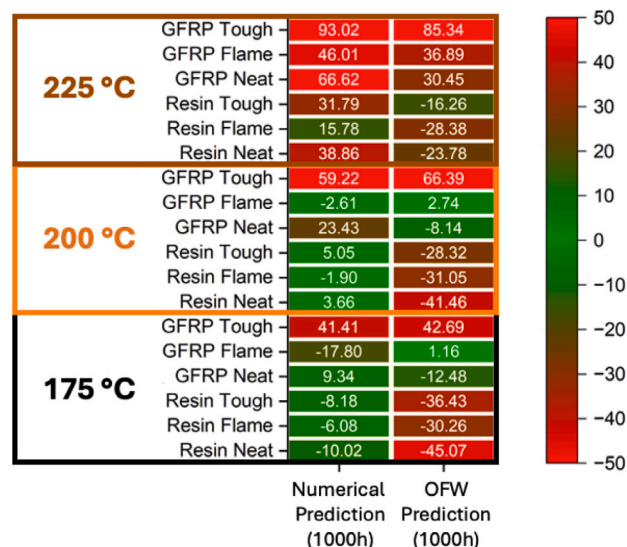 225 °C
GFRP Tough 93.02 85.34
GFRP Flame 46.01 36.89
GFRP Neat 66.62 30.45
Resin Tough 31.79 -16.26
Resin Flame 15.78 -28.38
Resin Neat 38.86 -23.78
200 °C
GFRP Tough 59.22 66.39
GFRP Flame -2.61 2.74
GFRP Neat 23.43 -8.14
Resin Tough 5.05 -28.32
Resin Flame -1.90 -31.05
Resin Neat 3.66 -41.46
175 °C
GFRP Tough 41.41 42.69
GFRP Flame -17.80 1.16
GFRP Neat 9.34 -12.48
Resin Tough -8.18 -36.43
Resin Flame -6.08 -30.26
Resin Neat -10.02 -45.07
Numerical
Prediction
(1000h)
OFW
Prediction
(1000h)
50
40
30
20
10
0
−10
−20
−30
−40
−50